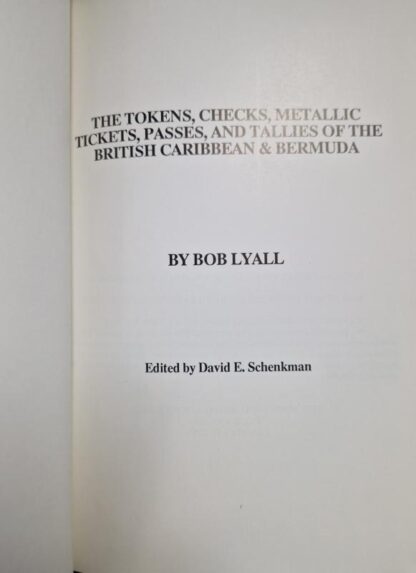 THE TOKENS, CHECKS, METALLIC
TICKETS, PASSES, AND TALLIES OF THE
BRITISH CARIBBEAN & BERMUDA
BY BOB LYALL
Edited by David E. Schenkman